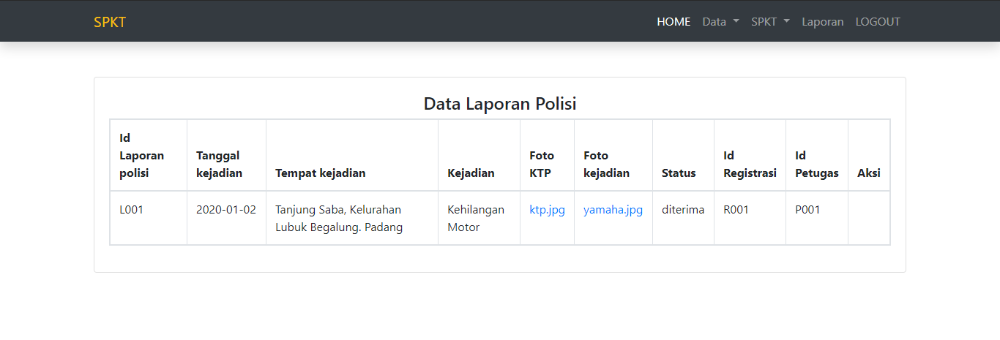 SPKT HOME Data SPKT Laporan LOGOUT
Data Laporan Polisi
Id Laporan polisi Tanggal kejadian Tempat kejadian Kejadian Foto KTP Foto kejadian Status Id Registrasi Id Petugas Aksi
L001 2020-01-02 Tanjung Saba, Kelurahan Kehilangan ktp.jpg yamaha.jpg diterima R001 P001
Lubuk Begalung. Padang Motor